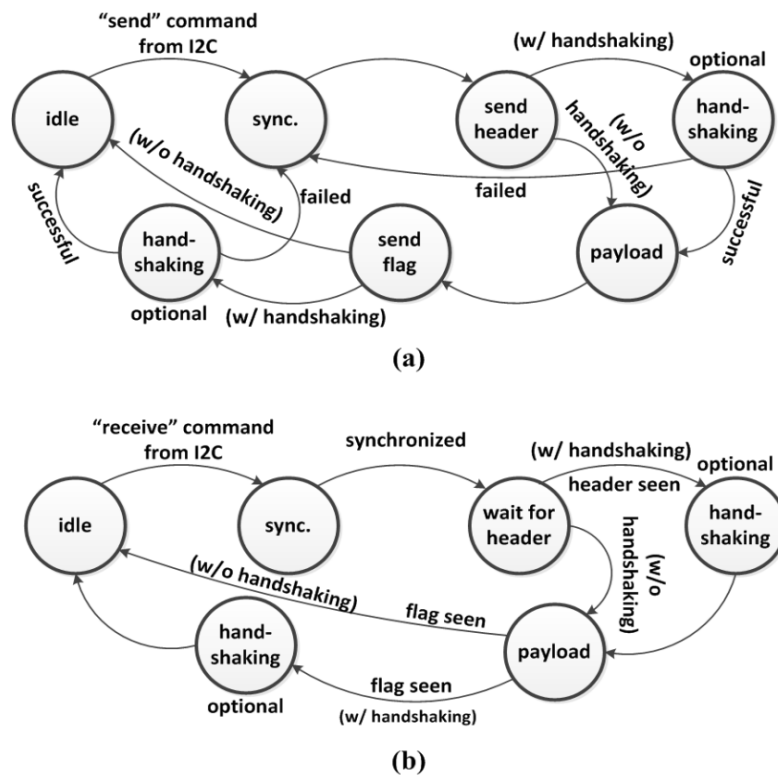 “send” command
from I2C
(w/ handshaking)
optional
idle
sync.
send
header
hand-
shaking
(w/o
handshaking)
(w/o handshaking)
failed
failed
successful
hand-
shaking
send
flag
payload
successful
optional
(w/ handshaking)
(a)
“receive” command
from I2C
synchronized
(w/ handshaking)
header seen
optional
idle
sync.
wait for
header
hand-
shaking
(w/o
handshaking)
(w/o handshaking)
flag seen
hand-
shaking
payload
flag seen
optional
(w/ handshaking)
(b)